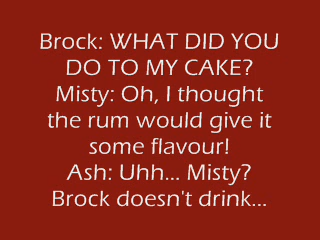 Brock: WHAT DID YOU
DO TO MY CAKE?
Misty: Oh, I thought
the rum would give it
some flavour!
Ash: Uhh... Misty?
Brock doesn't drink...